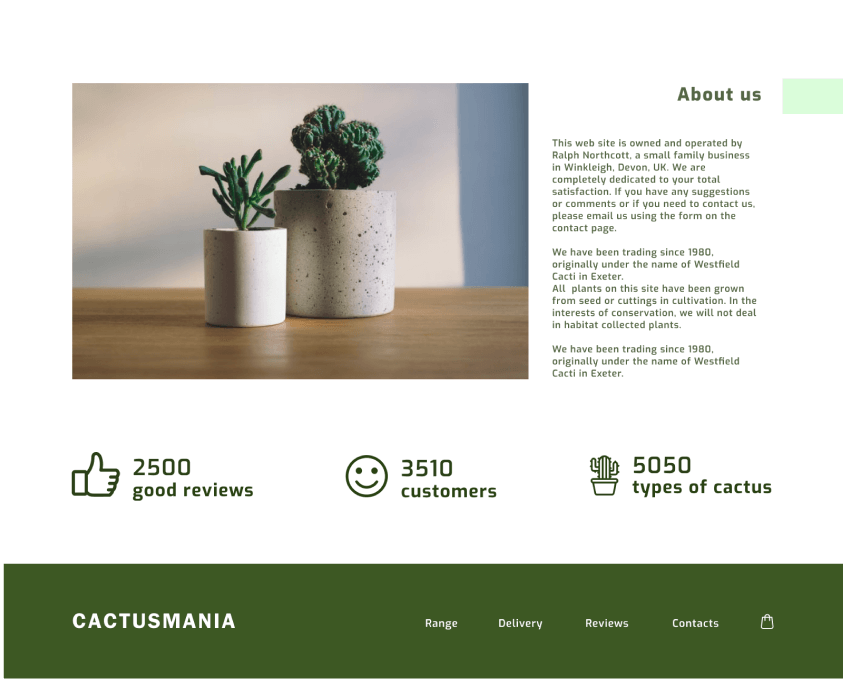 About us
This web site is owned and operated by
Ralph Northcott, a small family business
in Winkleigh, Devon, UK. We are
completely dedicated to your total
satisfaction. If you have any suggestions
or comments or if you need to contact us,
please email us using the form on the
contact page.
We have been trading since 1980,
originally under the name of Westfield
Cacti in Exeter.
All  plants on this site have been grown
from seed or cuttings in cultivation. In the
interests of conservation, we will not deal
in habitat collected plants.
We have been trading since 1980,
originally under the name of Westfield
Cacti in Exeter.
2500
good reviews
3510
customers
5050
types of cactus
CACTUSMANIA
Range Delivery Reviews Contacts